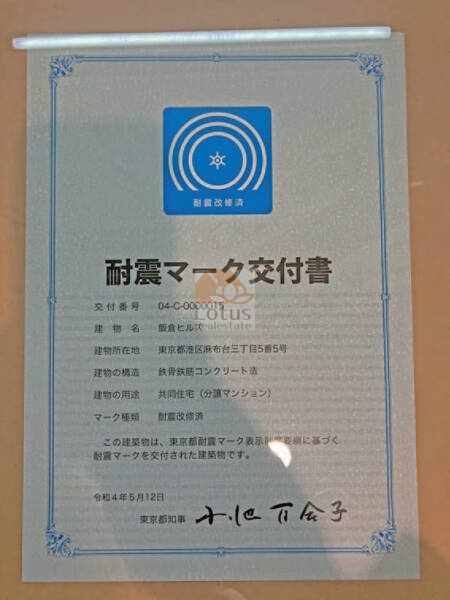 耐震改修済
耐震マーク交付書
交付番号 04-C-0000015
Lotus
realestate
建物名 飯倉ヒルズ
建物所在地 東京都港区麻布台三丁目5番5号
建物の構造 鉄骨鉄筋コンクリート造
建物の用途 共同住宅（分譲マンション）
マーク種類 耐震改修済
この建築物は、東京都耐震マーク表示制度要綱に基づく
耐震マークを交付された建築物です。
令和4年5月12日
東京都知事 小池百合子